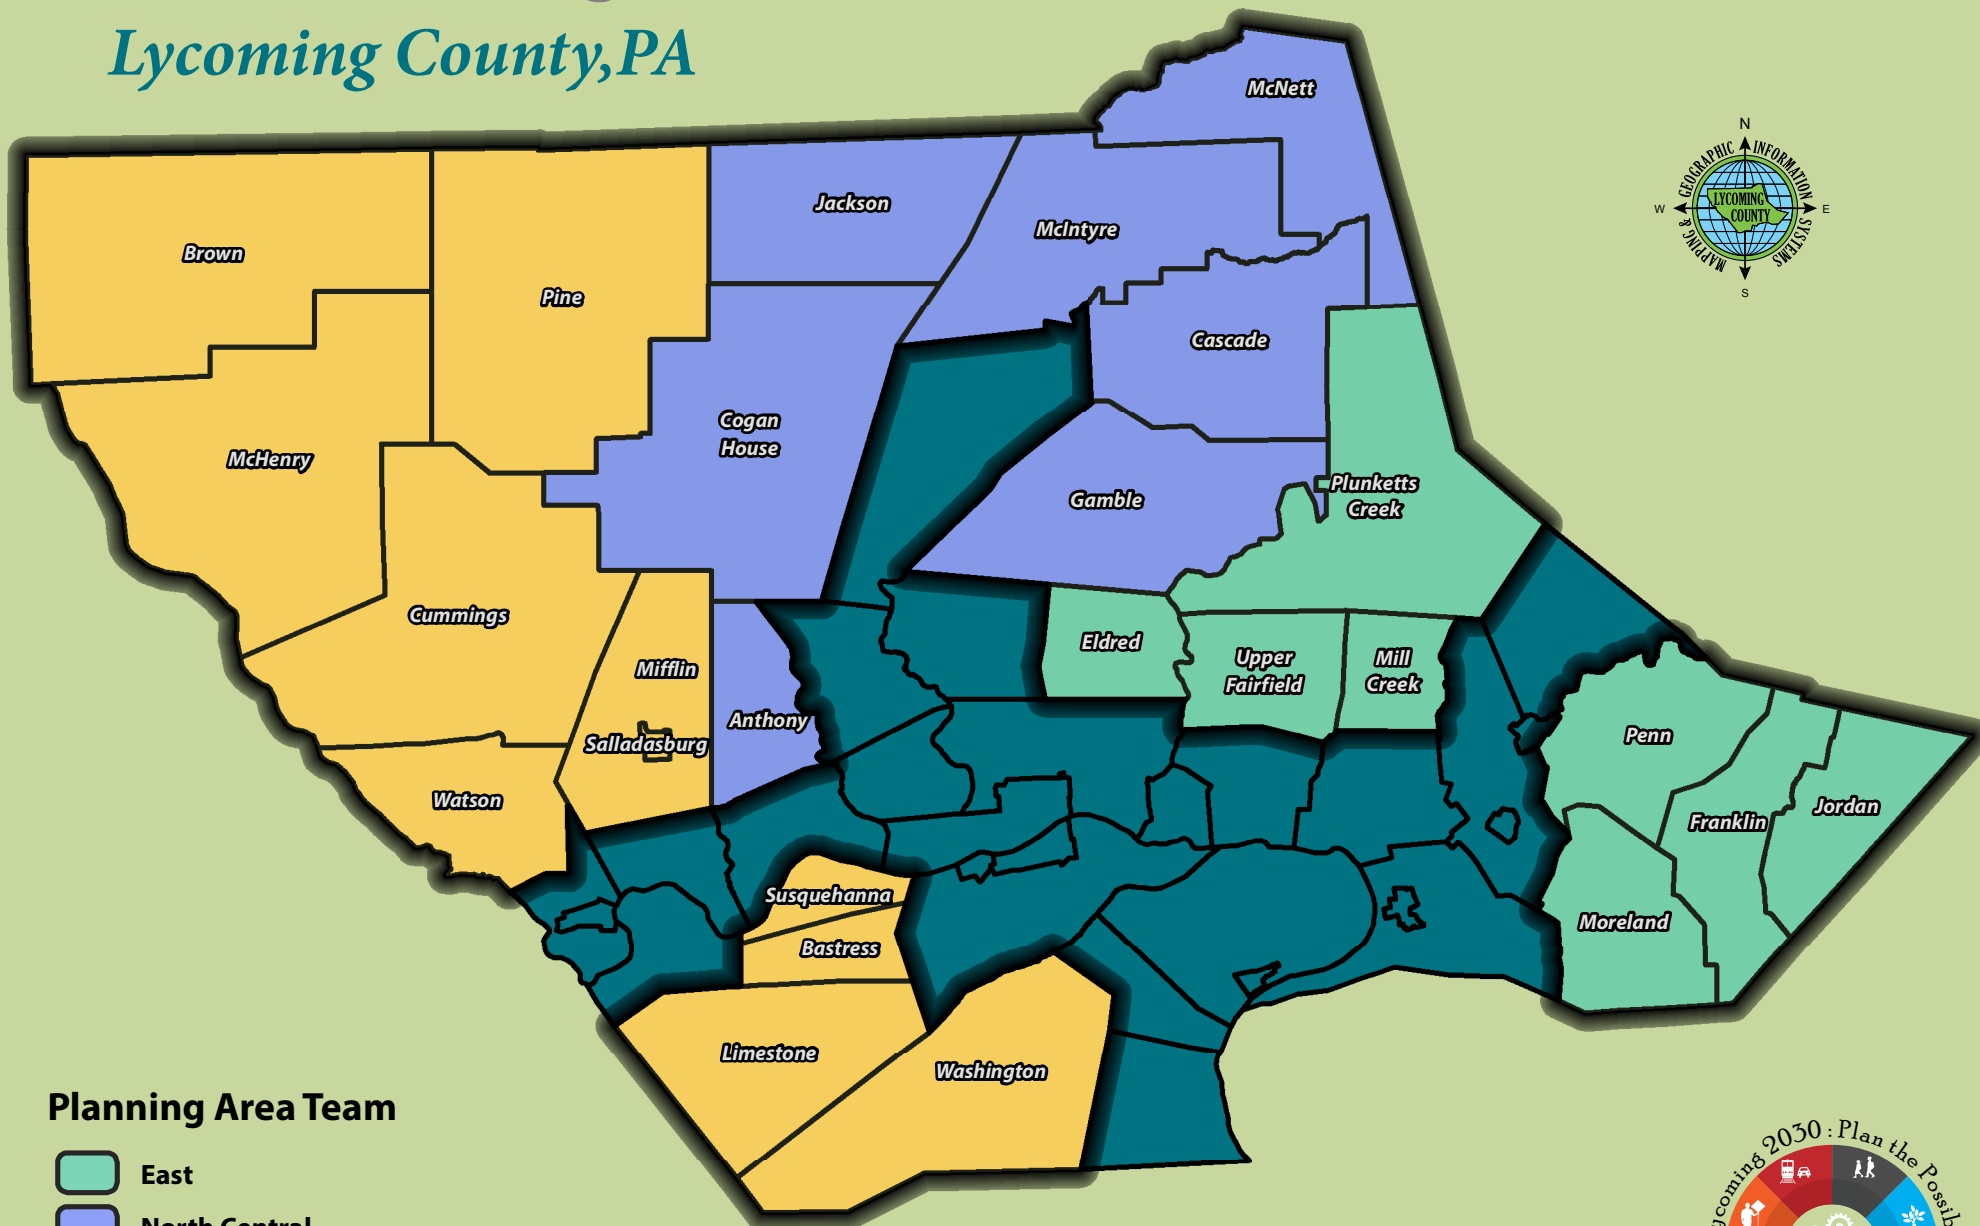 Lycoming County,PA
McNett
N
GEOGRAPHIC INFORMATION
SYSTEMS
MAPPING &
W
E
S
LYCOMING
COUNTY
Jackson
McIntyre
Brown
Pine
Cascade
Cogan
House
McHenry
Plunketts
Creek
Gamble
Cummings
Eldred
Upper
Fairfield
Mill
Creek
Mifflin
Anthony
Salladasburg
Penn
Watson
Jordan
Franklin
Susquehanna
Moreland
Bastress
Limestone
Washington
Planning Area Team
East
North Central
2030 : Plan the